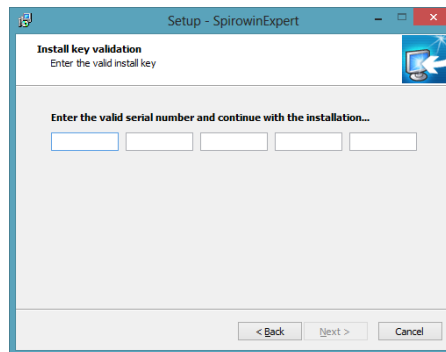 Setup - SpirowinExpert
Install key validation
Enter the valid install key
Enter the valid serial number and continue with the installation...
< Back
Next >
Cancel